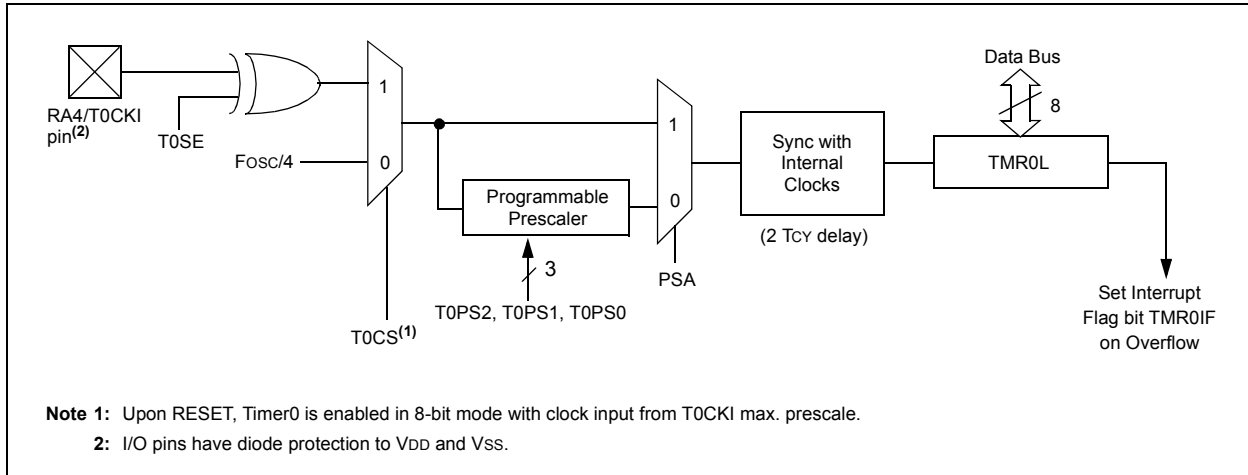 Data Bus
8
RA4/T0CKI
pin(2)
T0SE
1
0
FOSC/4
T0CS(1)
Programmable
Prescaler
3
T0PS2, T0PS1, T0PS0
1
0
PSA
Sync with
Internal
Clocks
(2 TCY delay)
TMR0L
Set Interrupt
Flag bit TMR0IF
on Overflow
Note 1: Upon RESET, Timer0 is enabled in 8-bit mode with clock input from T0CKI max. prescale.
2: I/O pins have diode protection to VDD and VSS.